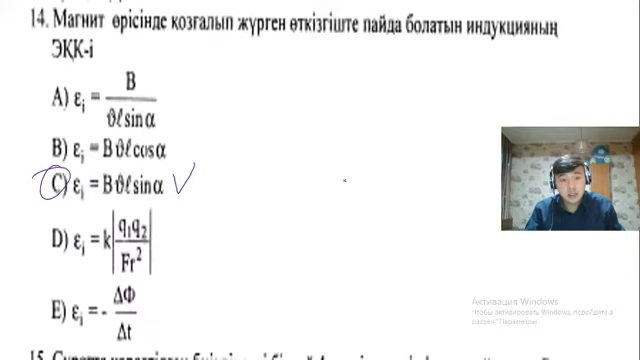 14. Магнит өрісінде қозғалып жүрген өткізгіште пайда болатын индукцияның
ЭҚК-і
A) εi = B / ϑℓsinα
B) εi = Bϑℓcosα
C) εi = Bϑℓsinα
D) εi = k|q1q2 / Fr²|
E) εi = - ΔΦ / Δt
Активация Windows
Чтобы активировать Windows, перейдите в
раздел "Параметры